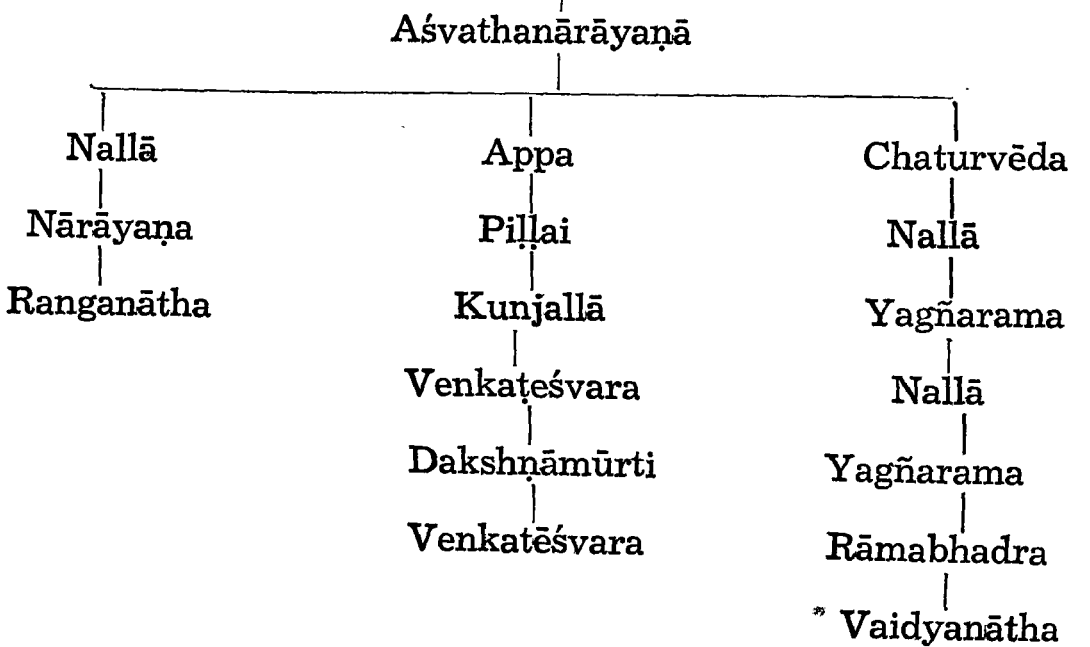 Aśvathanārāyaṇā
Nallā Appa Chaturvēda
Nārāyaṇa Piḷḷai Nallā
Ranganātha Kunjallā Yagñarama
Venkaṭeśvara Nallā
Dakshṇāmūrti Yagñarama
Venkatēśvara Rāmabhadra
* Vaidyanātha